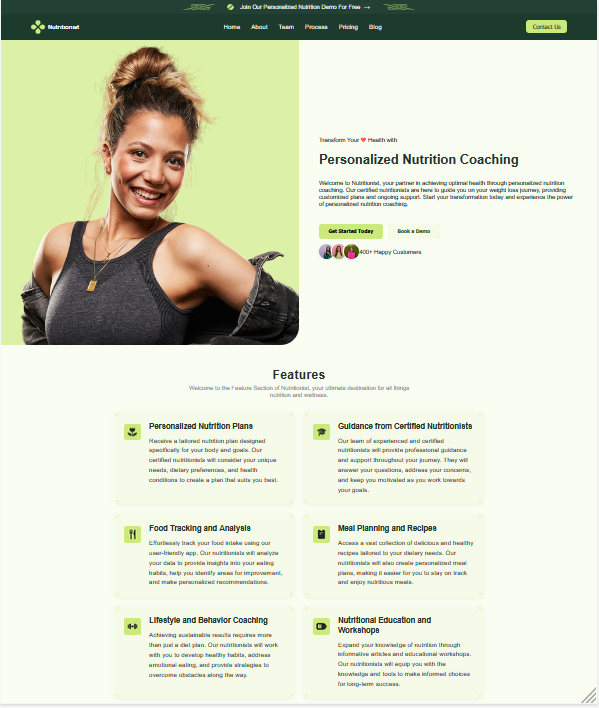 Join Our Personalized Nutrition Demo For Free →
Nutritionist
Home About Team Process Pricing Blog
Contact Us
Transform Your ❤ Health with
Personalized Nutrition Coaching
Welcome to Nutritionist, your partner in achieving optimal health through personalized nutrition
coaching. Our certified nutritionists are here to guide you on your weight loss journey, providing
customized plans and ongoing support. Start your transformation today and experience the power
of personalized nutrition coaching.
Get Started Today
Book a Demo
400+ Happy Customers
Features
Welcome to the Feature Section of Nutritionist, your ultimate destination for all things
nutrition and wellness.
Personalized Nutrition Plans
Receive a tailored nutrition plan designed
specifically for your body and goals. Our
certified nutritionists will consider your unique
needs, dietary preferences, and health
conditions to create a plan that suits you best.
Guidance from Certified Nutritionists
Our team of experienced and certified
nutritionists will provide professional guidance
and support throughout your journey. They will
answer your questions, address your concerns,
and keep you motivated as you work towards
your goals.
Food Tracking and Analysis
Effortlessly track your food intake using our
user-friendly app. Our nutritionists will analyze
your data to provide insights into your eating
habits, help you identify areas for improvement,
and make personalized recommendations.
Meal Planning and Recipes
Access a vast collection of delicious and healthy
recipes tailored to your dietary needs. Our
nutritionists will also create personalized meal
plans, making it easier for you to stay on track
and enjoy nutritious meals.
Lifestyle and Behavior Coaching
Achieving sustainable results requires more
than just a diet plan. Our nutritionists will work
with you to develop healthy habits, address
emotional eating, and provide strategies to
overcome obstacles along the way.
Nutritional Education and
Workshops
Expand your knowledge of nutrition through
informative articles and educational workshops.
Our nutritionists will equip you with the
knowledge and tools to make informed choices
for long-term success.